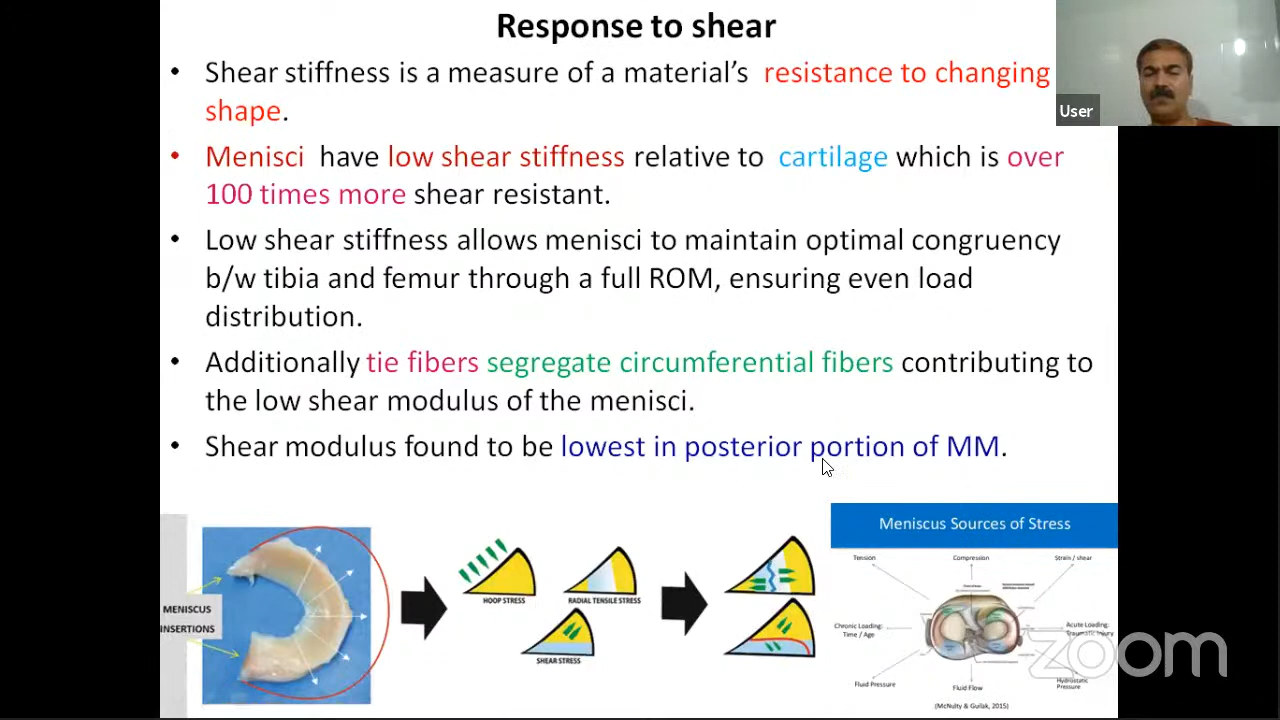 Response to shear
• Shear stiffness is a measure of a material's resistance to changing
shape.
• Menisci have low shear stiffness relative to cartilage which is over
100 times more shear resistant.
• Low shear stiffness allows menisci to maintain optimal congruency
b/w tibia and femur through a full ROM, ensuring even load
distribution.
• Additionally tie fibers segregate circumferential fibers contributing to
the low shear modulus of the menisci.
• Shear modulus found to be lowest in posterior portion of MM.
User
MENISCUS
INSERTIONS
HOOP STRESS
RADIAL TENSILE STRESS
SHEAR STRESS
Meniscus Sources of Stress
Tension
Compression
Strain / shear
Chronic Loading:
Time / Age
Acute Loading:
Traumatic Injury
Fluid Pressure
Fluid Flow
Hydrostatic
Pressure
(McNulty & Guilak, 2015)
zoom